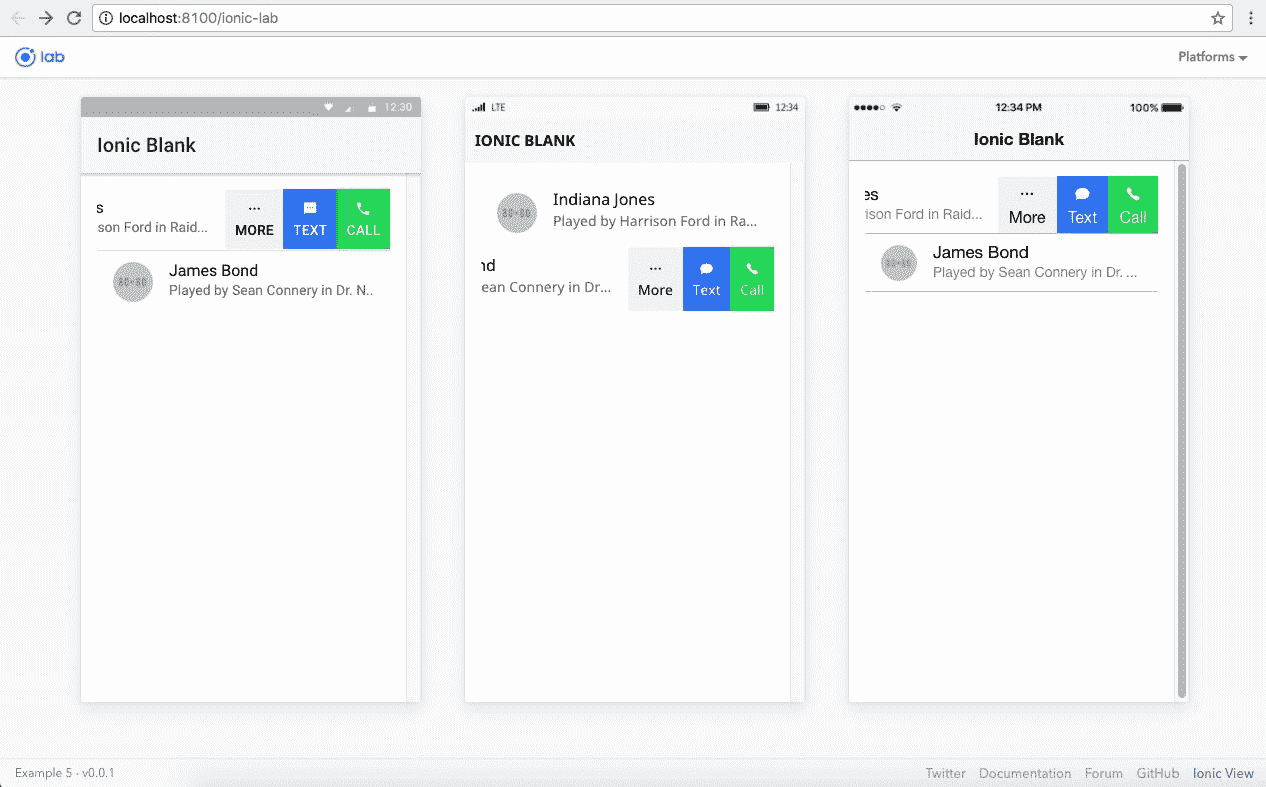 localhost:8100/ionic-lab
lab
Platforms
12:30
Ionic Blank
s
son Ford in Raid...
MORE
TEXT
CALL
James Bond
Played by Sean Connery in Dr. N..
LTE
12:34
IONIC BLANK
80×80
Indiana Jones
Played by Harrison Ford in Ra...
nd
ean Connery in Dr...
More
Text
Call
12:34 PM
100%
Ionic Blank
es
ison Ford in Raid...
More
Text
Call
James Bond
Played by Sean Connery in Dr. ...
Example 5 - v0.0.1
Twitter
Documentation
Forum
GitHub
Ionic View